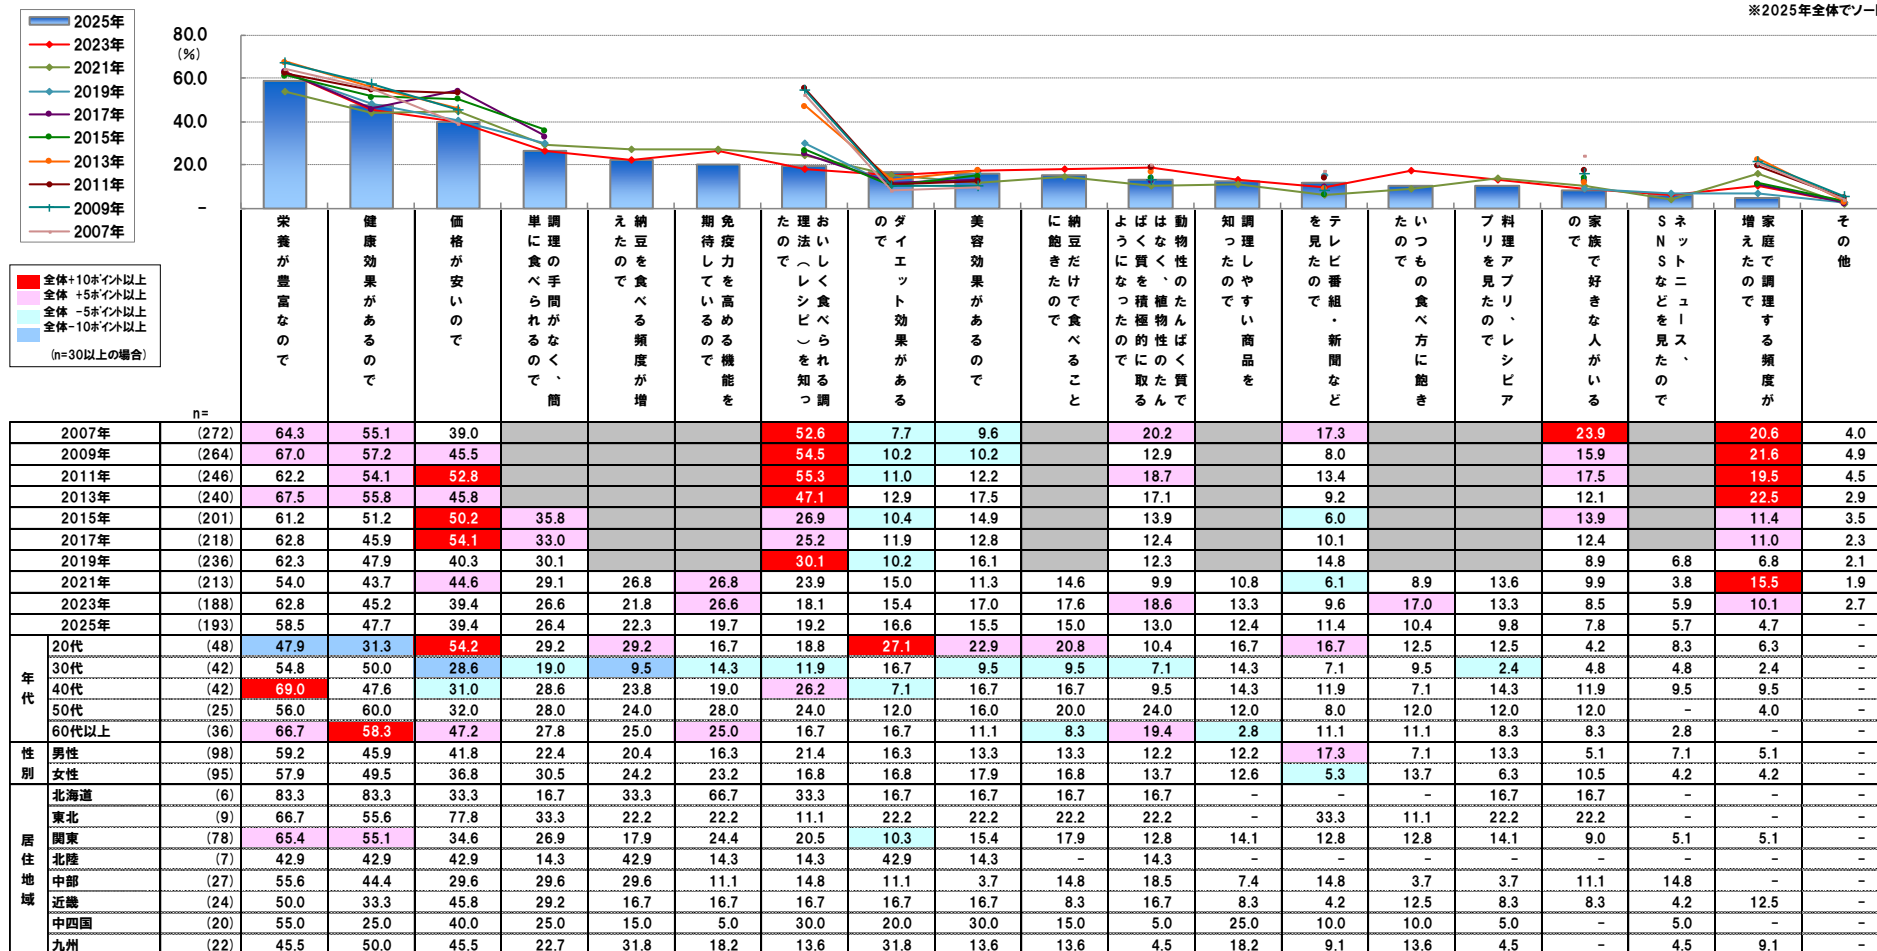 ※2025年全体でソート
2025年
2023年
2021年
2019年
2017年
2015年
2013年
2011年
2009年
2007年
80.0
(%)
60.0
40.0
20.0
－
全体+10ポイント以上
全体 +5ポイント以上
全体 -5ポイント以上
全体-10ポイント以上
(n=30以上の場合)
栄養が豊富なので
健康効果があるので
価格が安いので
調理の手間がなく、簡
単に食べられるので
納豆を食べる頻度が増
えたので
免疫力を高める機能を
期待しているので
おいしく食べられる調
理法（レシピ）を知っ
たので
ダイエット効果がある
ので
美容効果があるので
納豆だけで食べること
に飽きたので
動物性のたんぱく質で
はなく、植物性のたん
ぱく質を積極的に取る
ようになったので
調理しやすい商品を
知ったので
テレビ番組・新聞など
を見たので
いつもの食べ方に飽き
たので
料理アプリ、レシピア
プリを見たので
家族で好きな人がいる
ので
ネットニュース、
SNSなどを見たので
家庭で調理する頻度が
増えたので
その他
n=
2007年 (272) 64.3 55.1 39.0 52.6 7.7 9.6 20.2 17.3 23.9 20.6 4.0
2009年 (264) 67.0 57.2 45.5 54.5 10.2 10.2 12.9 8.0 15.9 21.6 4.9
2011年 (246) 62.2 54.1 52.8 55.3 11.0 12.2 18.7 13.4 17.5 19.5 4.5
2013年 (240) 67.5 55.8 45.8 47.1 12.9 17.5 17.1 9.2 12.1 22.5 2.9
2015年 (201) 61.2 51.2 50.2 35.8 26.9 10.4 14.9 13.9 6.0 13.9 11.4 3.5
2017年 (218) 62.8 45.9 54.1 33.0 25.2 11.9 12.8 12.4 10.1 12.4 11.0 2.3
2019年 (236) 62.3 47.9 40.3 30.1 30.1 10.2 16.1 12.3 14.8 8.9 6.8 6.8 2.1
2021年 (213) 54.0 43.7 44.6 29.1 26.8 26.8 23.9 15.0 11.3 14.6 9.9 10.8 6.1 8.9 13.6 9.9 3.8 15.5 1.9
2023年 (188) 62.8 45.2 39.4 26.6 21.8 26.6 18.1 15.4 17.0 17.6 18.6 13.3 9.6 17.0 13.3 8.5 5.9 10.1 2.7
2025年 (193) 58.5 47.7 39.4 26.4 22.3 19.7 19.2 16.6 15.5 15.0 13.0 12.4 11.4 10.4 9.8 7.8 5.7 4.7 -
年代
20代 (48) 47.9 31.3 54.2 29.2 29.2 16.7 18.8 27.1 22.9 20.8 10.4 16.7 16.7 12.5 12.5 4.2 8.3 6.3 -
30代 (42) 54.8 50.0 28.6 19.0 9.5 14.3 11.9 16.7 9.5 9.5 7.1 14.3 7.1 9.5 2.4 4.8 4.8 2.4 -
40代 (42) 69.0 47.6 31.0 28.6 23.8 19.0 26.2 7.1 16.7 16.7 9.5 14.3 11.9 7.1 14.3 11.9 9.5 9.5 -
50代 (25) 56.0 60.0 32.0 28.0 24.0 28.0 24.0 12.0 16.0 20.0 24.0 12.0 8.0 12.0 12.0 12.0 - 4.0 -
60代以上 (36) 66.7 58.3 47.2 27.8 25.0 25.0 16.7 16.7 11.1 8.3 19.4 2.8 11.1 11.1 8.3 8.3 2.8 - -
性別
男性 (98) 59.2 45.9 41.8 22.4 20.4 16.3 21.4 16.3 13.3 13.3 12.2 12.2 17.3 7.1 13.3 5.1 7.1 5.1 -
女性 (95) 57.9 49.5 36.8 30.5 24.2 23.2 16.8 16.8 17.9 16.8 13.7 12.6 5.3 13.7 6.3 10.5 4.2 4.2 -
居住地域
北海道 (6) 83.3 83.3 33.3 16.7 33.3 66.7 33.3 16.7 16.7 16.7 16.7 - - - 16.7 16.7 - - -
東北 (9) 66.7 55.6 77.8 33.3 22.2 22.2 11.1 22.2 22.2 22.2 22.2 - 33.3 11.1 22.2 22.2 - - -
関東 (78) 65.4 55.1 34.6 26.9 17.9 24.4 20.5 10.3 15.4 17.9 12.8 14.1 12.8 12.8 14.1 9.0 5.1 5.1 -
北陸 (7) 42.9 42.9 42.9 14.3 42.9 14.3 14.3 42.9 14.3 - 14.3 - - - - - - - -
中部 (27) 55.6 44.4 29.6 29.6 29.6 11.1 14.8 11.1 3.7 14.8 18.5 7.4 14.8 3.7 3.7 11.1 14.8 - -
近畿 (24) 50.0 33.3 45.8 29.2 16.7 16.7 16.7 16.7 16.7 8.3 16.7 8.3 4.2 12.5 8.3 8.3 4.2 12.5 -
中四国 (20) 55.0 25.0 40.0 25.0 15.0 5.0 30.0 20.0 30.0 15.0 5.0 25.0 10.0 10.0 5.0 - 5.0 - -
九州 (22) 45.5 50.0 45.5 22.7 31.8 18.2 13.6 31.8 13.6 13.6 4.5 18.2 9.1 13.6 4.5 - 4.5 9.1 -